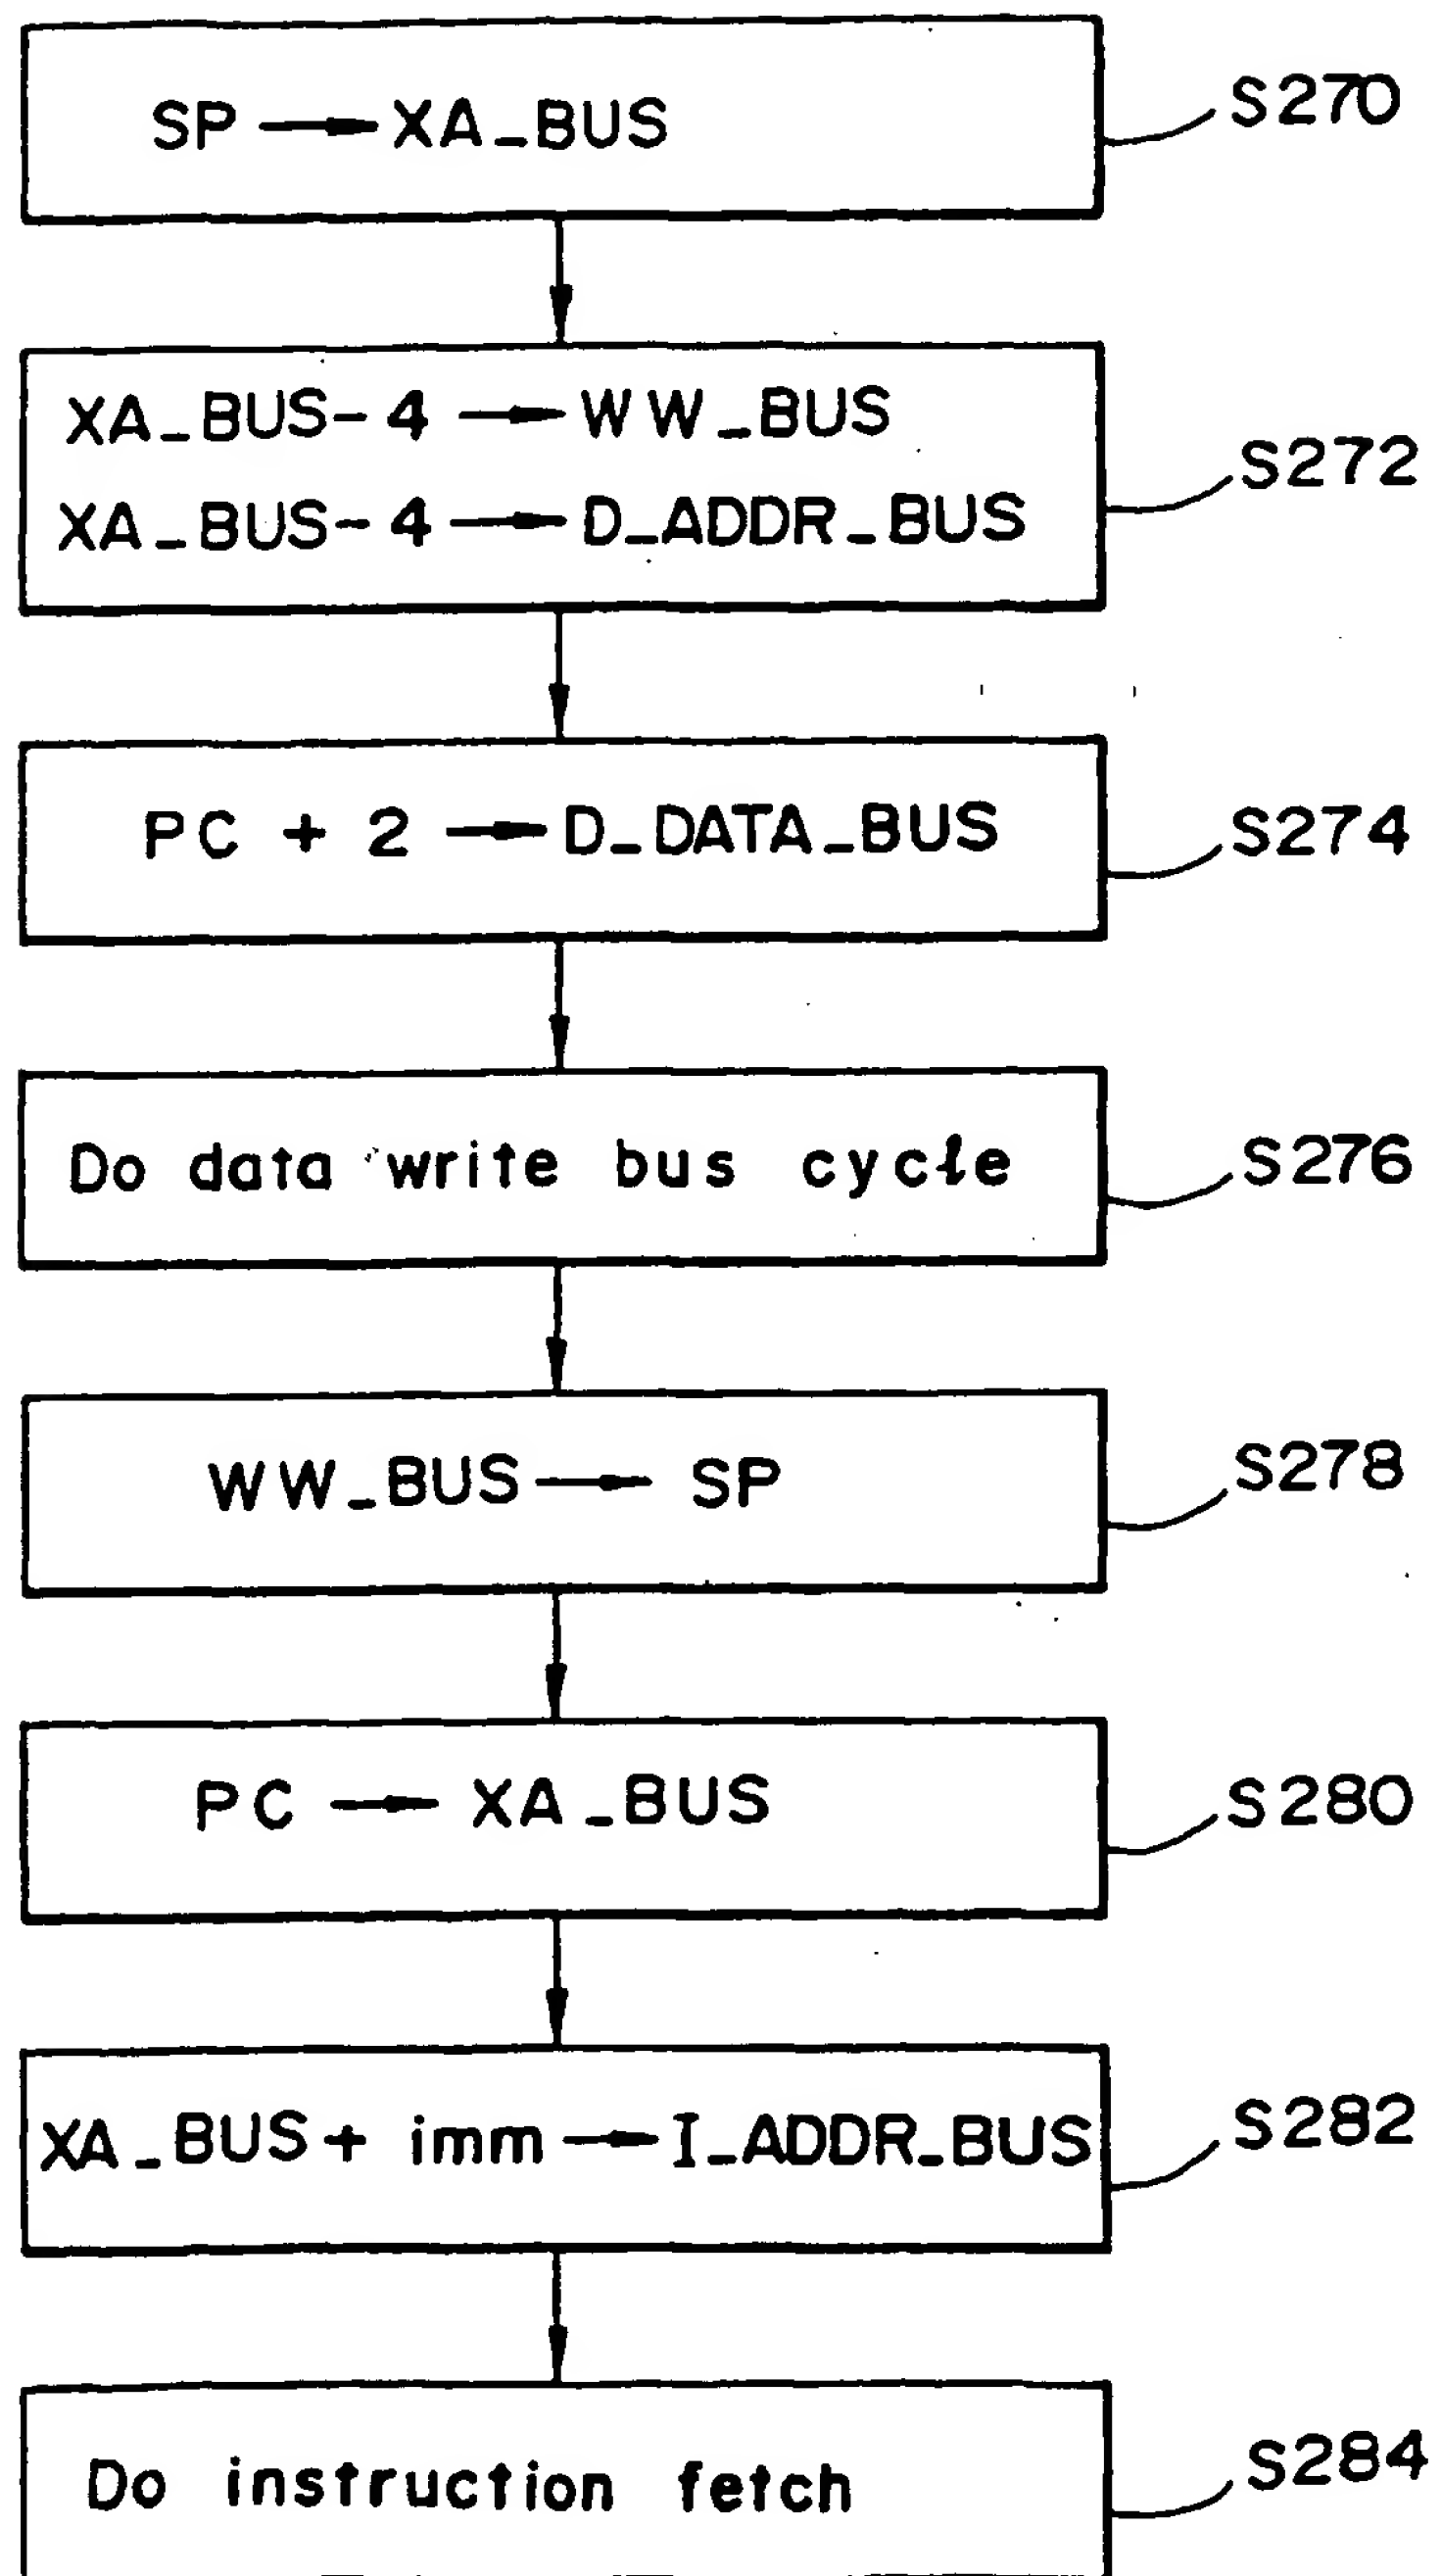 SP → XA_BUS
S270
XA_BUS-4 → WW_BUS
XA_BUS-4 → D_ADDR_BUS
S272
PC + 2 → D_DATA_BUS
S274
Do data write bus cycle
S276
WW_BUS → SP
S278
PC → XA_BUS
S280
XA_BUS + imm → I_ADDR_BUS
S282
Do instruction fetch
S284